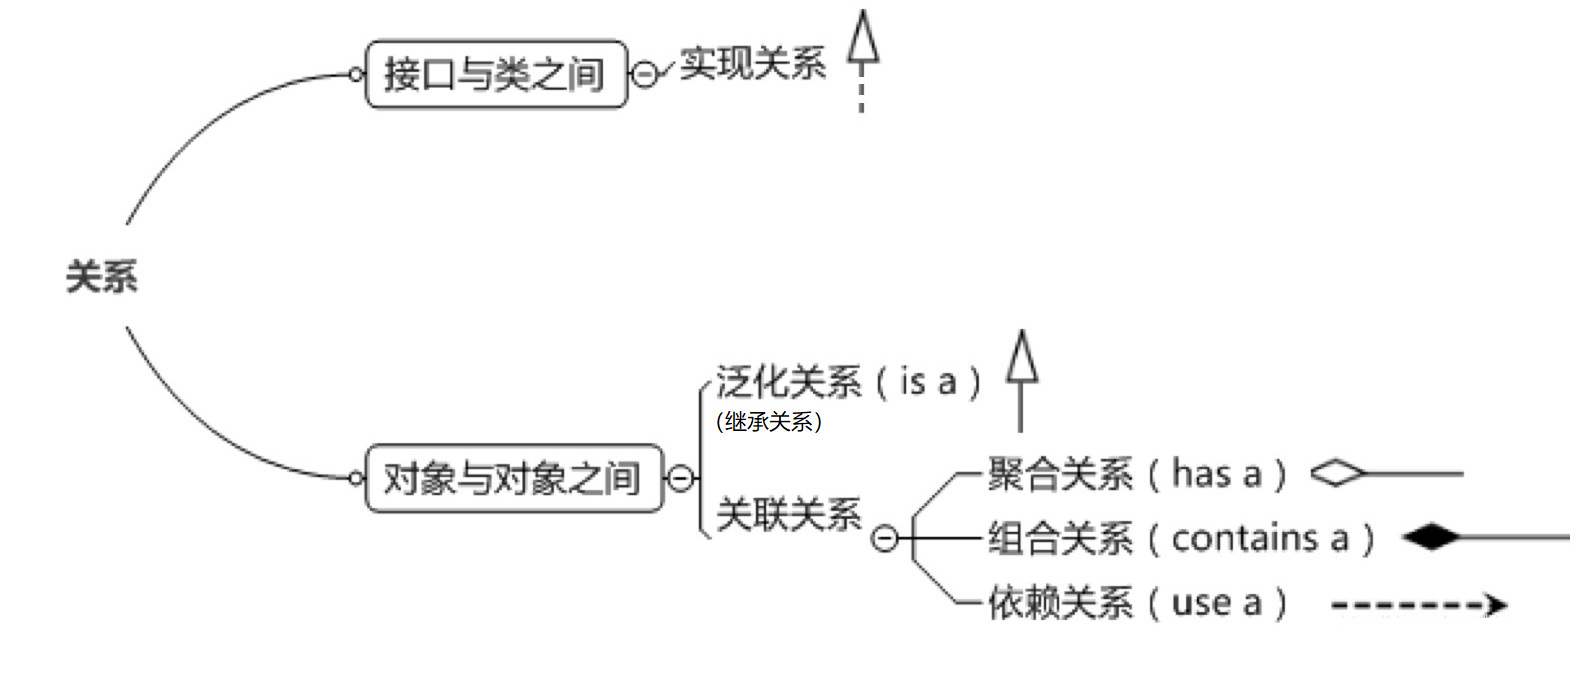 接口与类之间
实现关系
关系
泛化关系（is a）
(继承关系)
对象与对象之间
关联关系
聚合关系（has a）
组合关系（contains a）
依赖关系（use a）